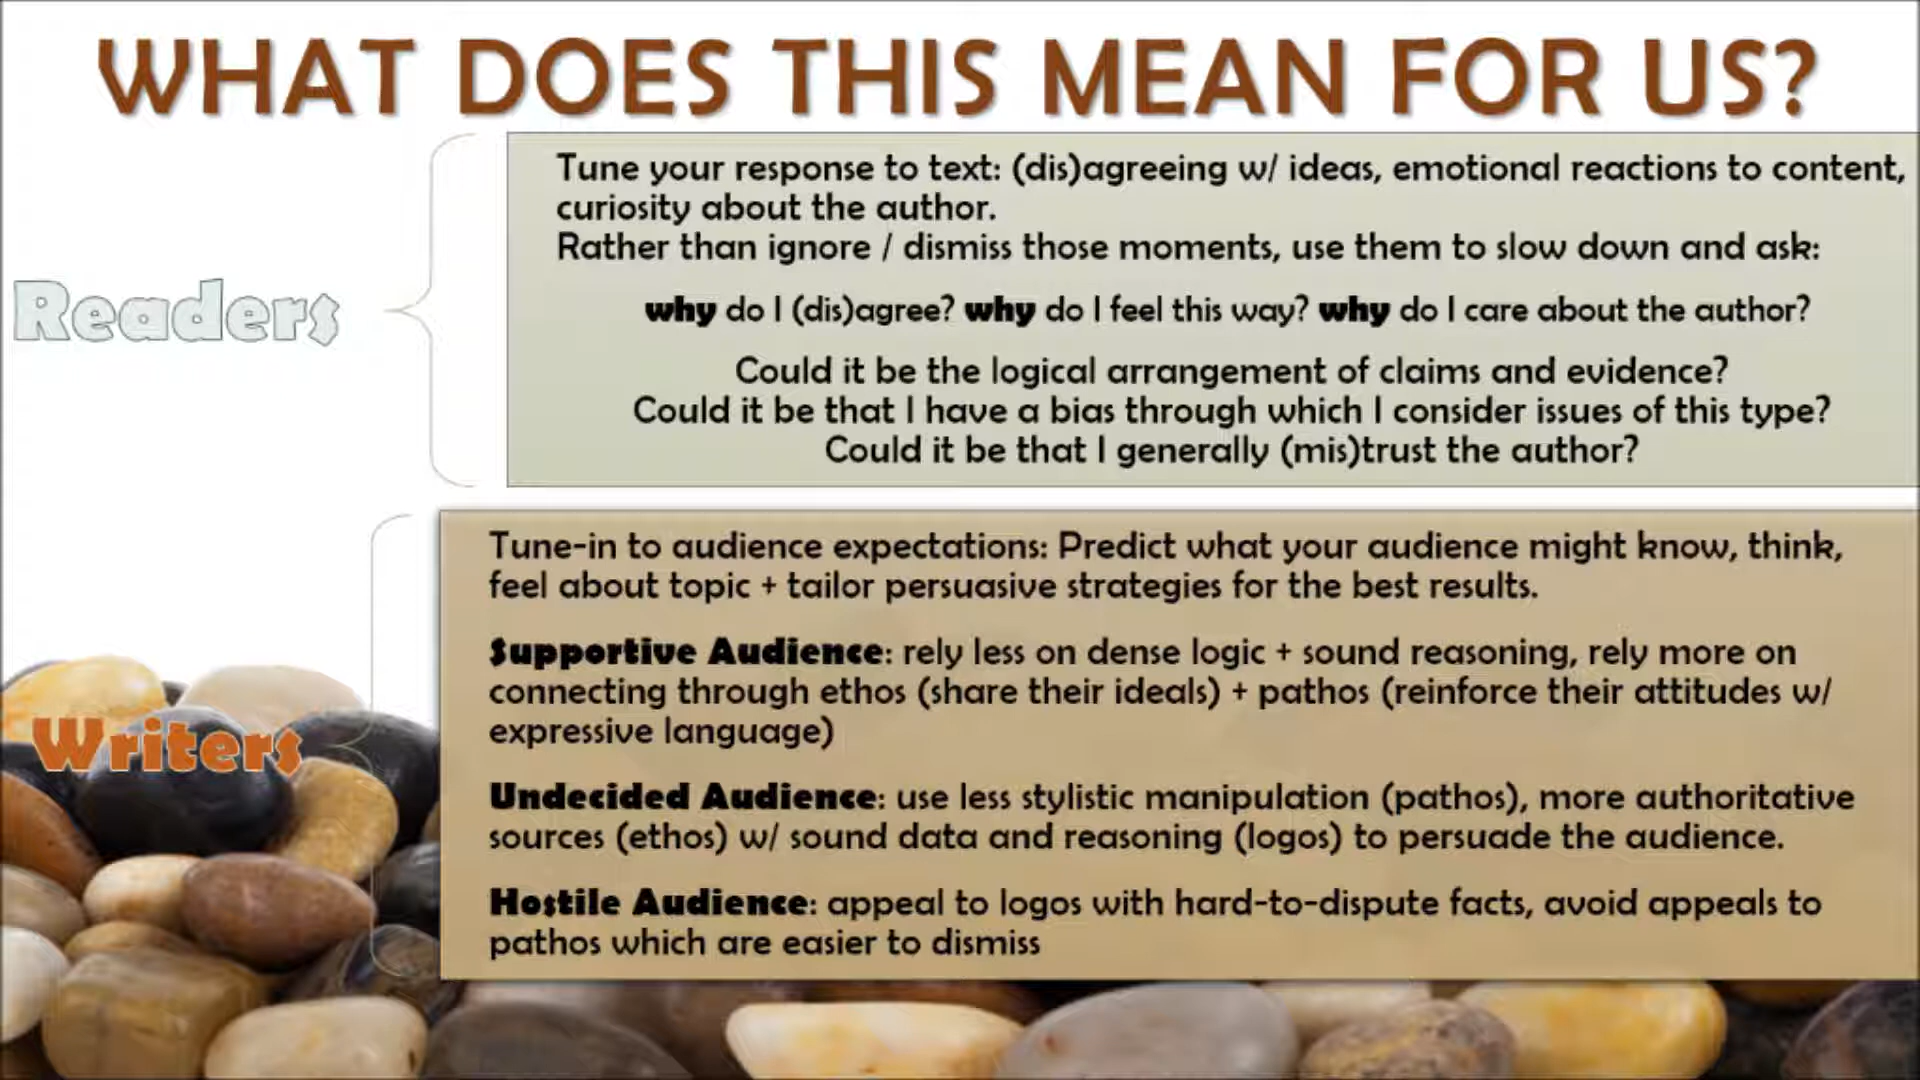 WHAT DOES THIS MEAN FOR US?
Readers
Tune your response to text: (dis)agreeing w/ ideas, emotional reactions to content,
curiosity about the author.
Rather than ignore / dismiss those moments, use them to slow down and ask:
why do I (dis)agree? why do I feel this way? why do I care about the author?
Could it be the logical arrangement of claims and evidence?
Could it be that I have a bias through which I consider issues of this type?
Could it be that I generally (mis)trust the author?
Writers
Tune-in to audience expectations: Predict what your audience might know, think,
feel about topic + tailor persuasive strategies for the best results.
Supportive Audience: rely less on dense logic + sound reasoning, rely more on
connecting through ethos (share their ideals) + pathos (reinforce their attitudes w/
expressive language)
Undecided Audience: use less stylistic manipulation (pathos), more authoritative
sources (ethos) w/ sound data and reasoning (logos) to persuade the audience.
Hostile Audience: appeal to logos with hard-to-dispute facts, avoid appeals to
pathos which are easier to dismiss